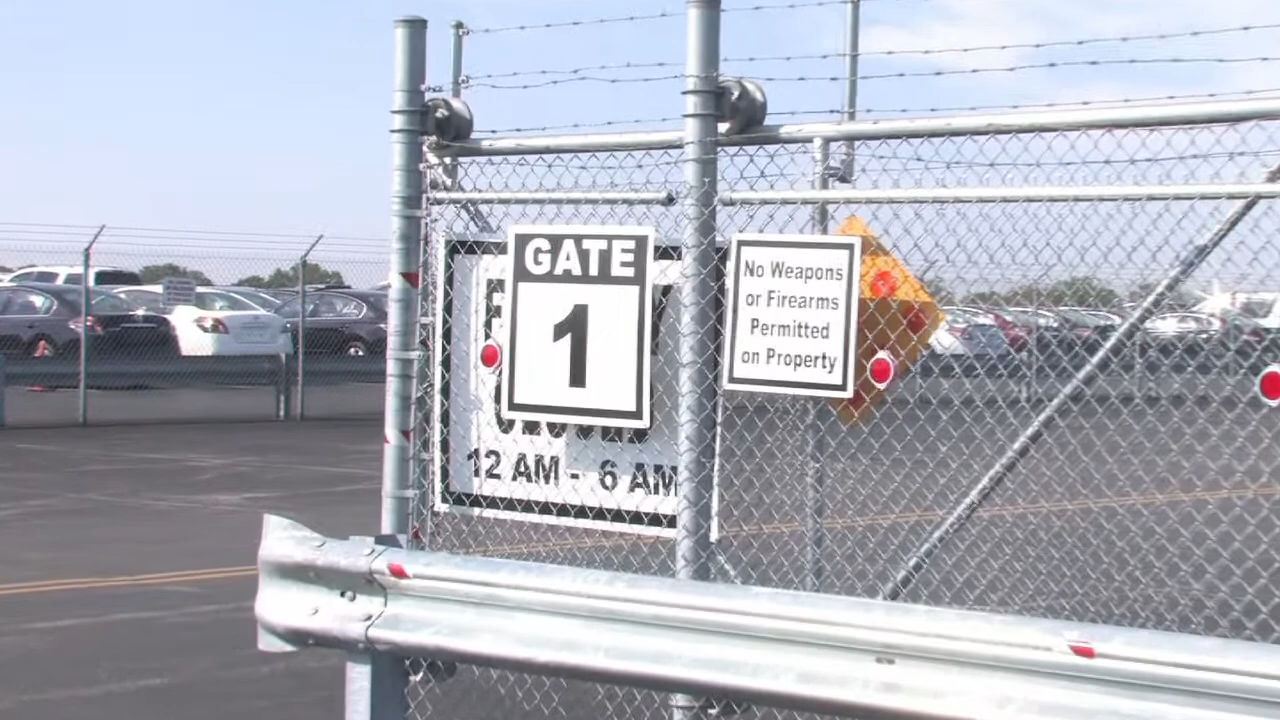 GATE
1
No Weapons
or Firearms
Permitted
on Property
12 AM - 6 AM